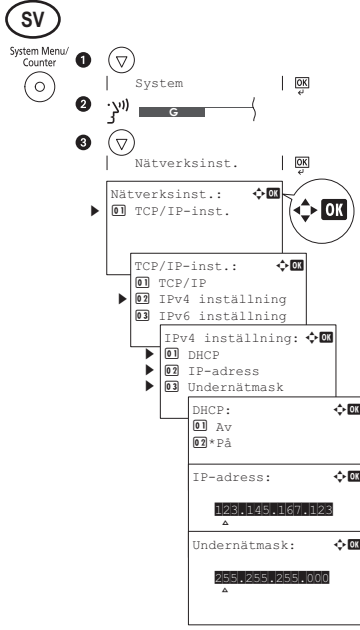 SV
System Menu/
Counter
1
System OK
2
G
3
Nätverksinst. OK
Nätverksinst.: OK
01 TCP/IP-inst.
OK
TCP/IP-inst.: OK
01 TCP/IP
02 IPv4 inställning
03 IPv6 inställning
IPv4 inställning: OK
01 DHCP
02 IP-adress
03 Undernätmask
DHCP: OK
01 Av
02 *På
IP-adress: OK
123.145.167.123
Undernätmask: OK
255.255.255.000